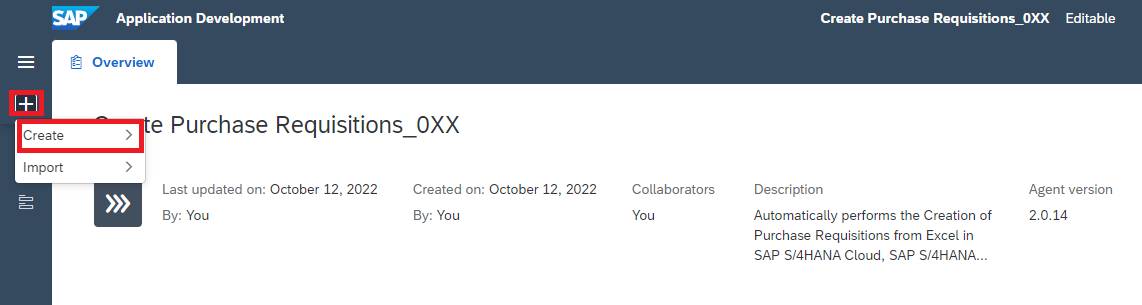 SAP Application Development Create Purchase Requisitions_0XX Editable
Overview
te Purchase Requisitions_0XX
Create
Import
Last updated on: October 12, 2022 Created on: October 12, 2022 Collaborators Description Agent version
By: You By: You You Automatically performs the Creation of 2.0.14
Purchase Requisitions from Excel in
SAP S/4HANA Cloud, SAP S/4HANA...